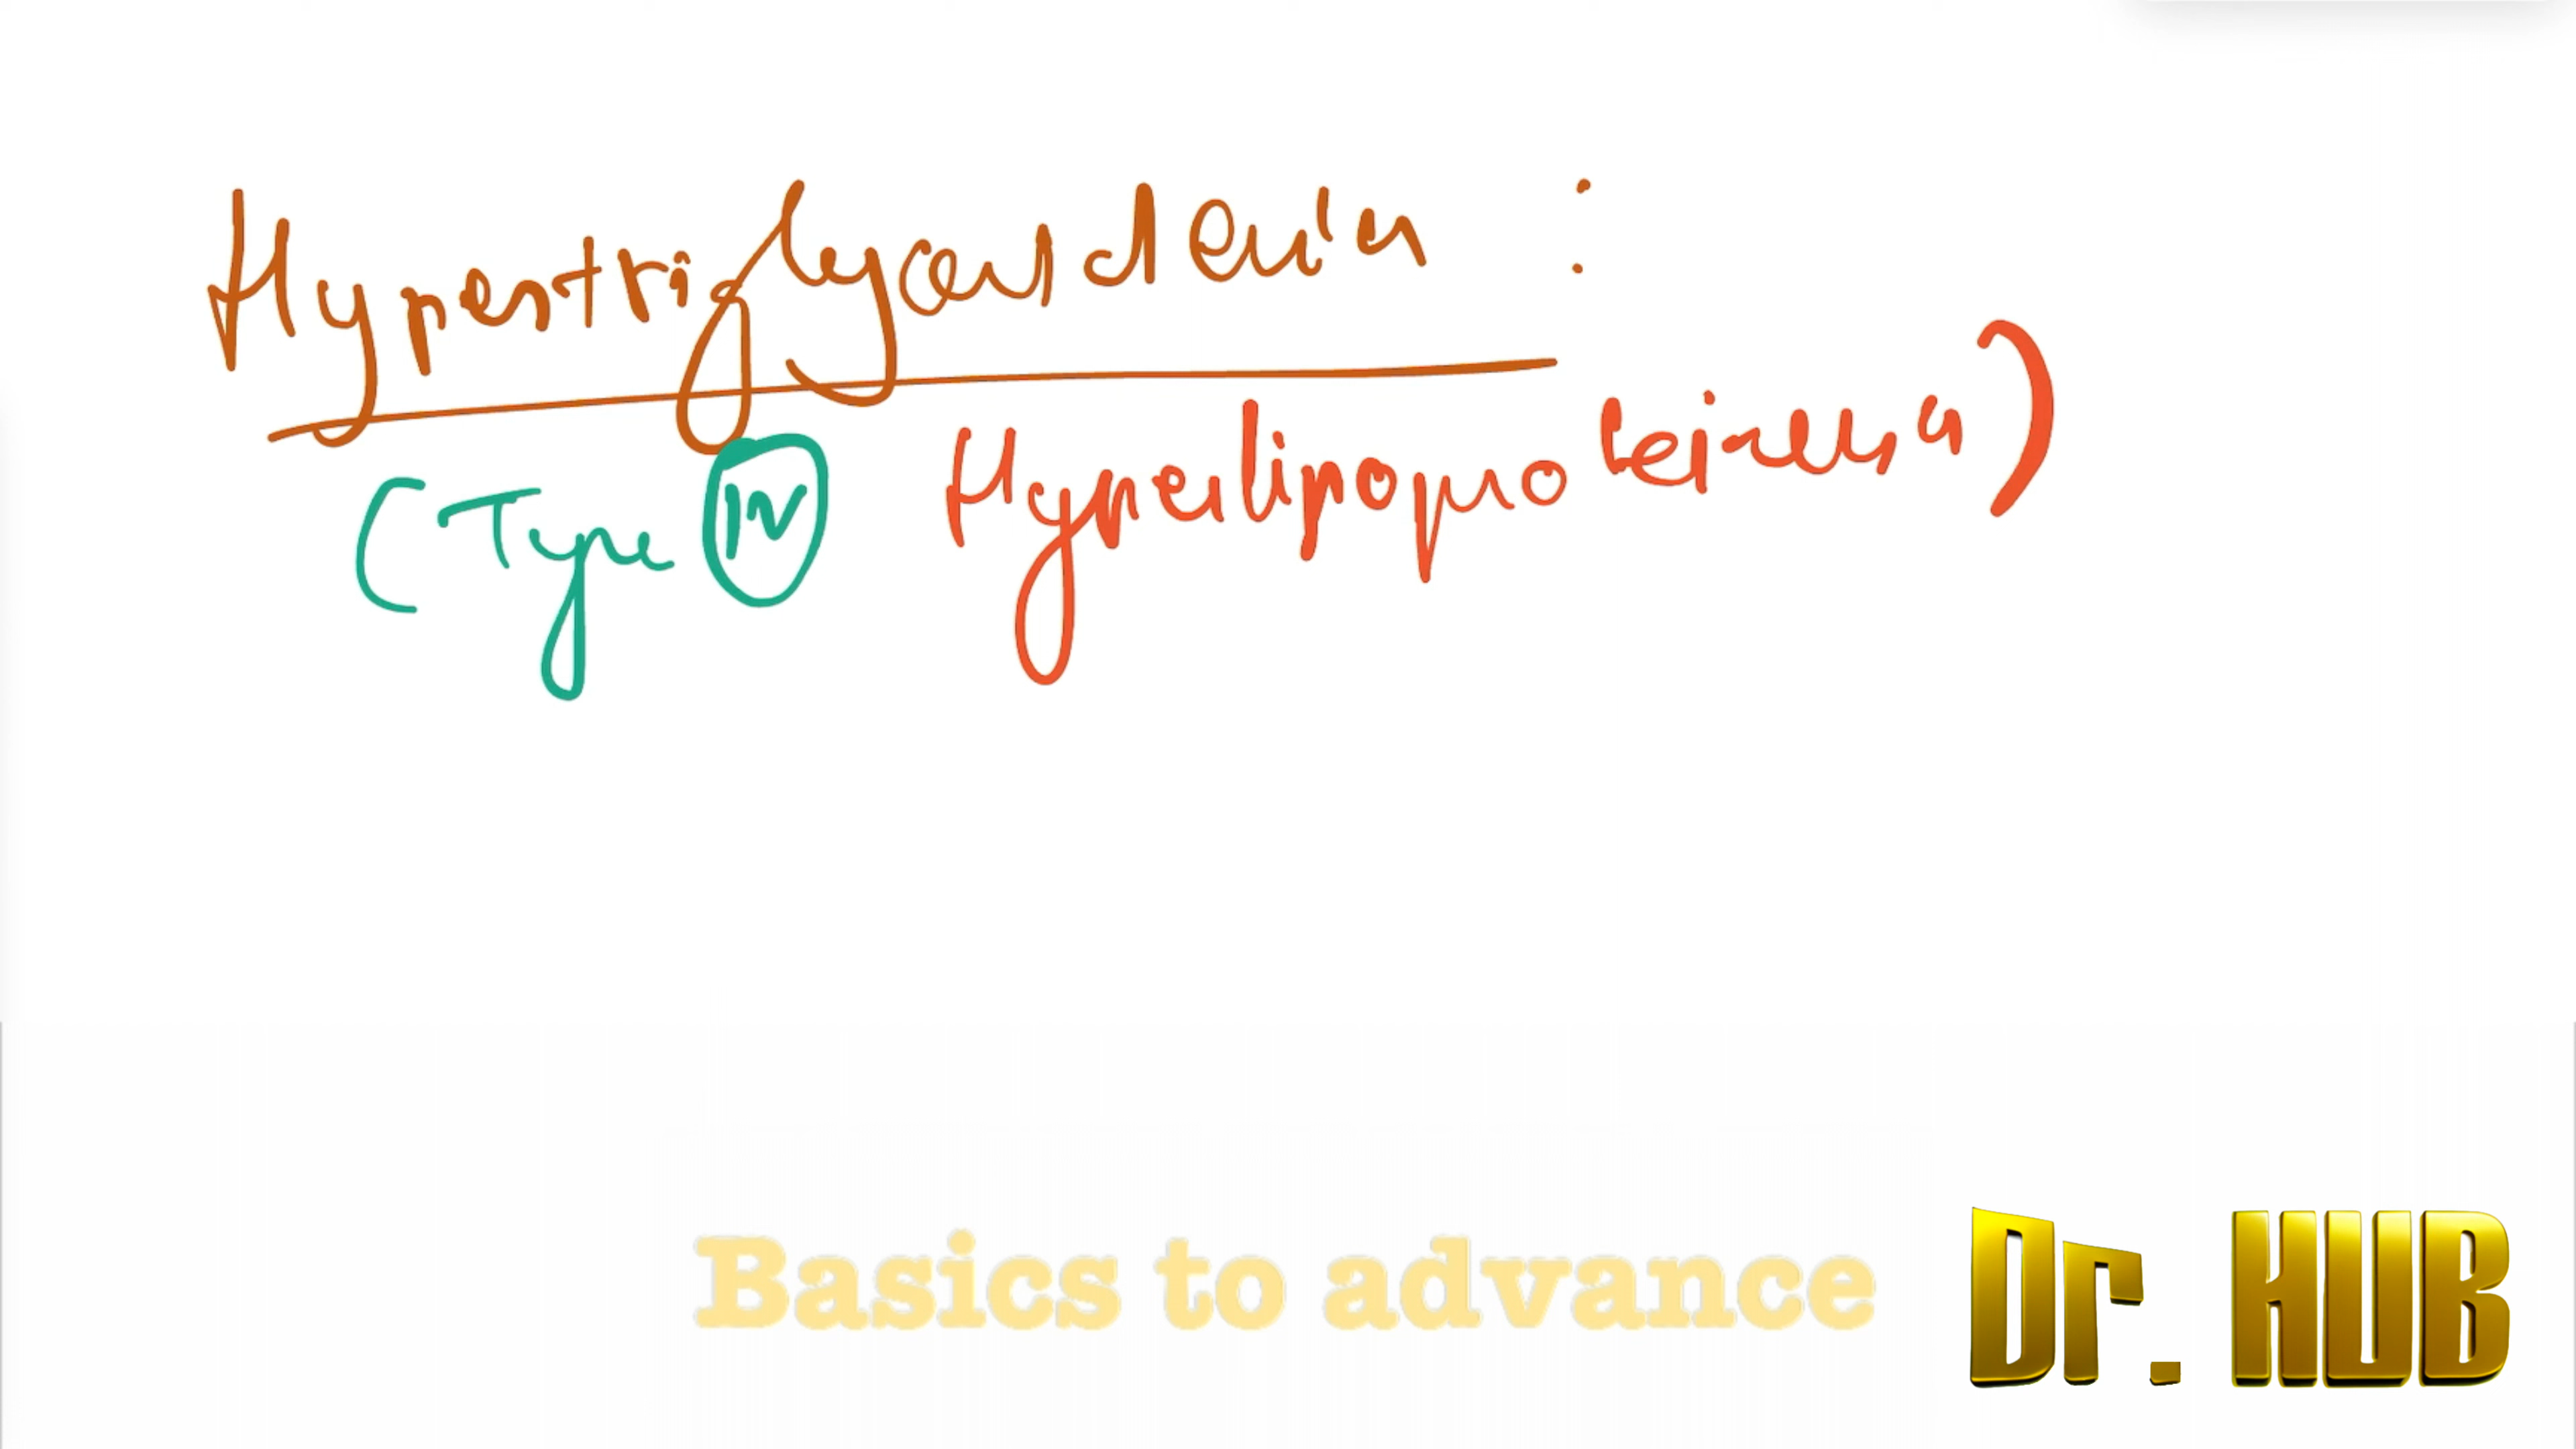 Hypertriglyceridemia :
(Type IV Hyperlipoproteinemia)
Basics to advance
Dr. HUB